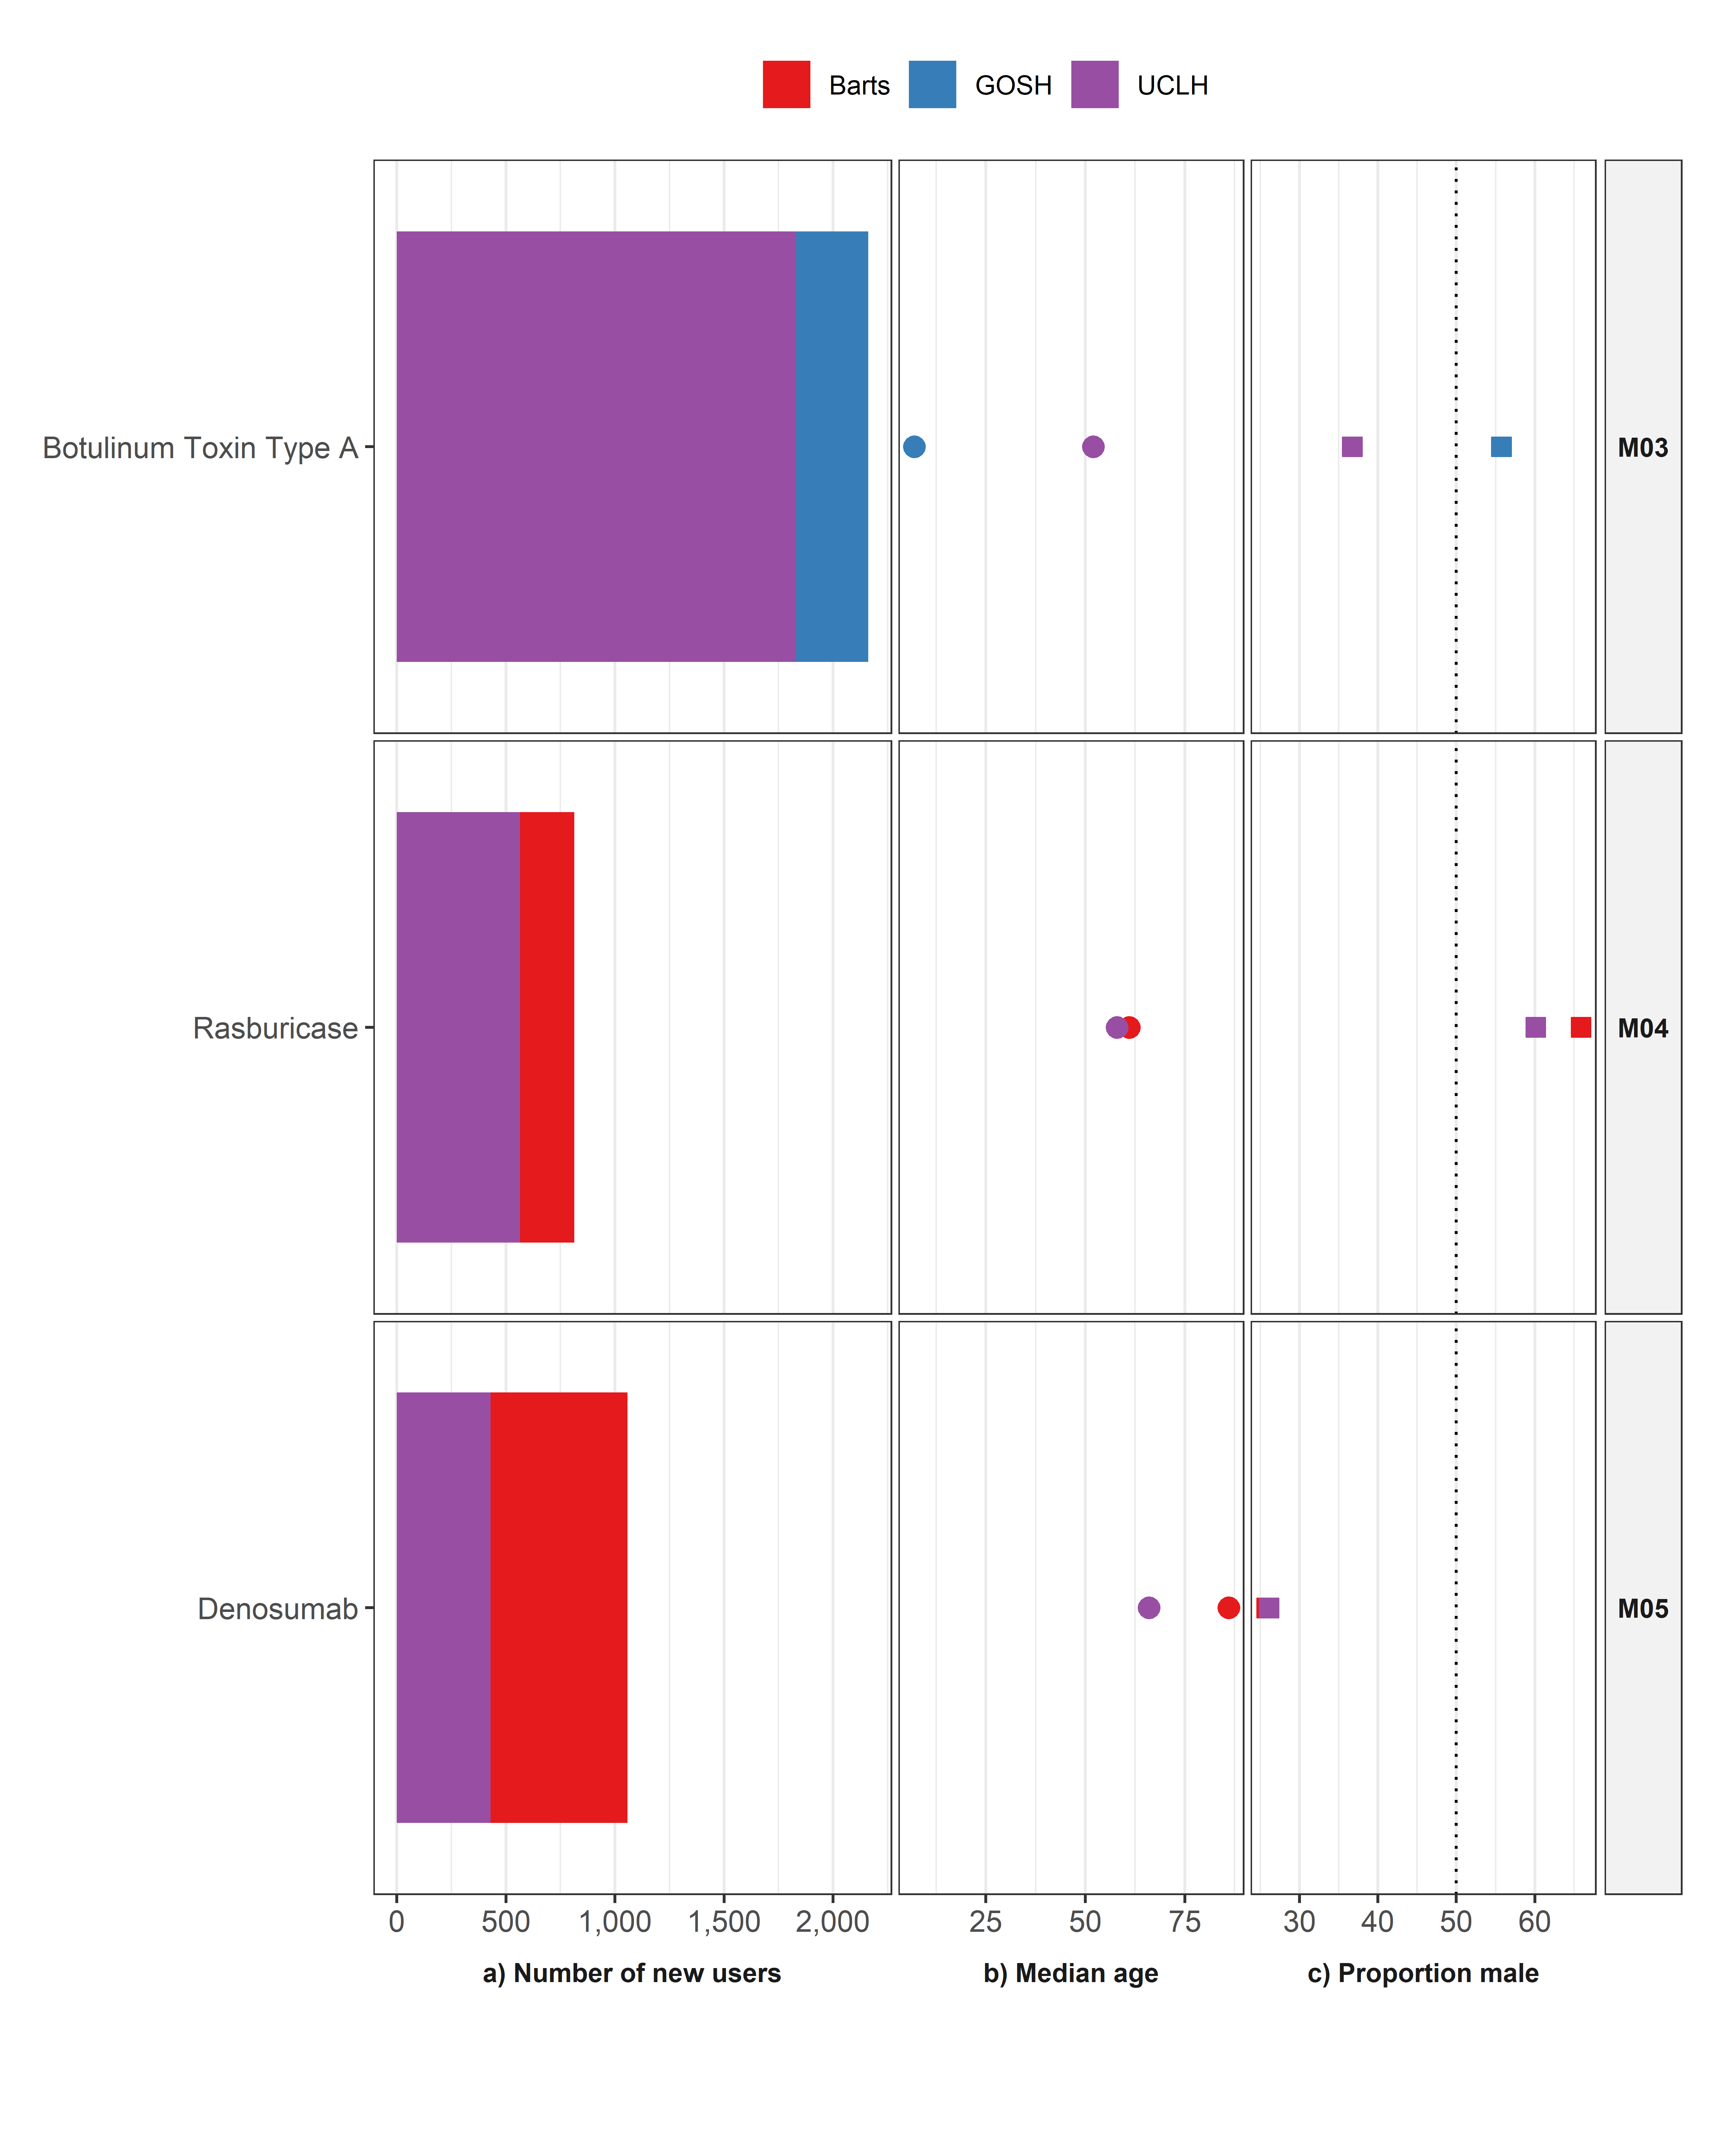 Barts GOSH UCLH
Botulinum Toxin Type A
M03
Rasburicase
M04
Denosumab
M05
0 500 1,000 1,500 2,000
25 50 75
30 40 50 60
a) Number of new users
b) Median age
c) Proportion male